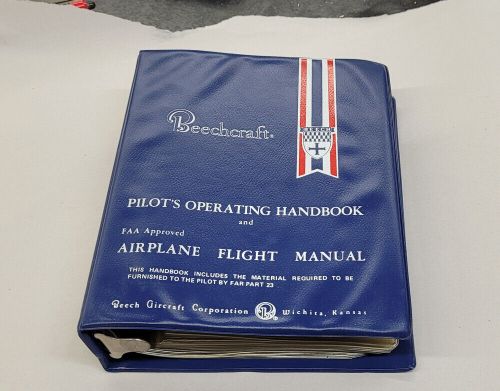 Beechcraft®
BEECH
PILOT'S OPERATING HANDBOOK
and
FAA Approved
AIRPLANE FLIGHT MANUAL
THIS HANDBOOK INCLUDES THE MATERIAL REQUIRED TO BE
FURNISHED TO THE PILOT BY FAR PART 23
Beech Aircraft Corporation
Wichita, Kansas